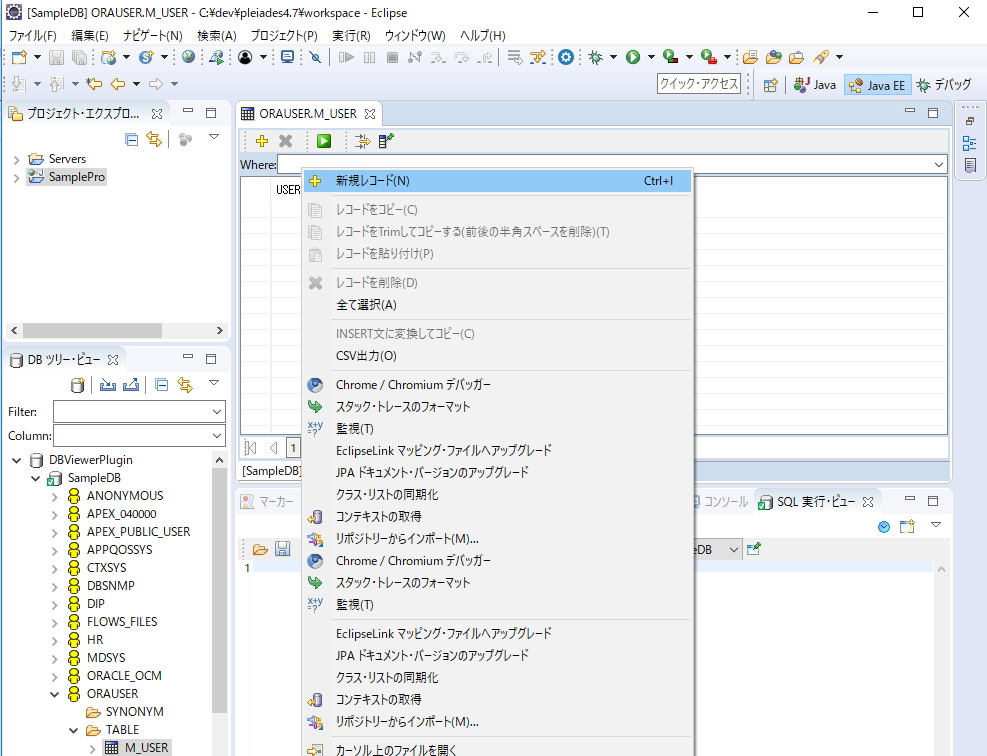 [SampleDB] ORAUSER.M_USER - C:¥dev¥pleiades4.7¥workspace - Eclipse
ファイル(F) 編集(E) ナビゲート(N) 検索(A) プロジェクト(P) 実行(R) ウィンドウ(W) ヘルプ(H)
クイック・アクセス Java Java EE デバッグ
プロジェクト・エクスプロ...
Servers
SamplePro
DB ツリー・ビュー
Filter:
Column:
DBViewerPlugin
SampleDB
ANONYMOUS
APEX_040000
APEX_PUBLIC_USER
APPQOSSYS
CTXSYS
DBSNMP
DIP
FLOWS_FILES
HR
MDSYS
ORACLE_OCM
ORAUSER
SYNONYM
TABLE
M_USER
ORAUSER.M_USER
Where:
USER
新規レコード(N) Ctrl+I
レコードをコピー(C)
レコードをTrimしてコピーする(前後の半角スペースを削除)(T)
レコードを貼り付け(P)
レコードを削除(D)
全て選択(A)
INSERT文に変換してコピー(C)
CSV出力(O)
Chrome / Chromium デバッガー
スタック・トレースのフォーマット
監視(T)
EclipseLink マッピング・ファイルへアップグレード
JPA ドキュメント・バージョンのアップグレード
クラス・リストの同期化
コンテキストの取得
リポジトリーからインポート(M)...
Chrome / Chromium デバッガー
スタック・トレースのフォーマット
監視(T)
EclipseLink マッピング・ファイルへアップグレード
JPA ドキュメント・バージョンのアップグレード
クラス・リストの同期化
コンテキストの取得
リポジトリーからインポート(M)...
カーソル上のファイルを開く
1
[SampleDB]
マーカー
コンソール
SQL 実行・ビュー
eDB
1